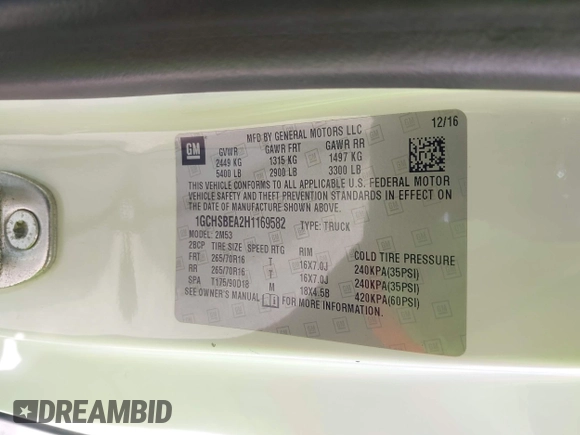 GM
MFD BY GENERAL MOTORS LLC
12/16
GVWR GAWR FRT GAWR RR
2449 KG 1315 KG 1497 KG
5400 LB 2900 LB 3300 LB
THIS VEHICLE CONFORMS TO ALL APPLICABLE U.S. FEDERAL MOTOR
VEHICLE SAFETY AND THEFT PREVENTION STANDARDS IN EFFECT ON
THE DATE OF MANUFACTURE SHOWN ABOVE.
1GCHSBEA2H1169582 TYPE: TRUCK
MODEL: 2M53
2BCP TIRE SIZE SPEED RTG RIM COLD TIRE PRESSURE
FRT 265/70R16 T 16X7.0J 240KPA(35PSI)
RR 265/70R16 T 16X7.0J 240KPA(35PSI)
SPA T175/90D18 M 18X4.5B 420KPA(60PSI)
SEE OWNER'S MANUAL FOR MORE INFORMATION.
DREAMBID